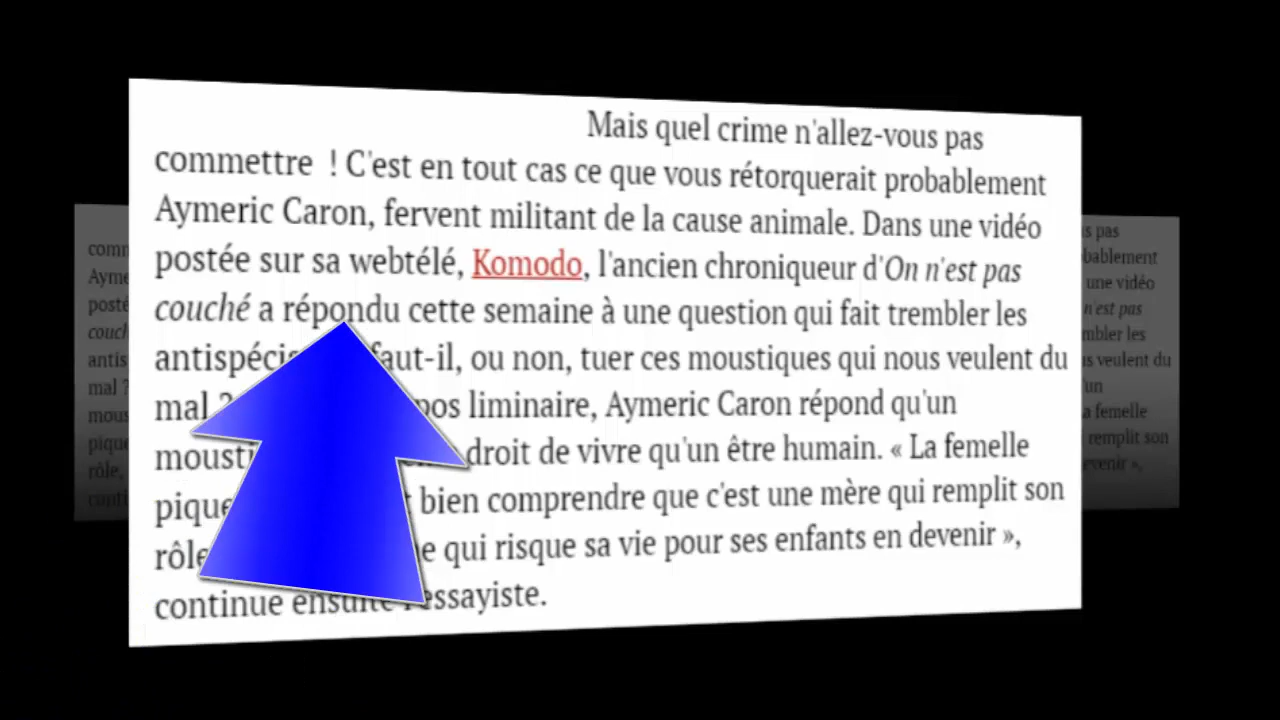 Mais quel crime n'allez-vous pas
commettre ! C'est en tout cas ce que vous rétorquerait probablement
Aymeric Caron, fervent militant de la cause animale. Dans une vidéo
postée sur sa webtélé, Komodo, l'ancien chroniqueur d'On n'est pas
couché a répondu cette semaine à une question qui fait trembler les
faut-il, ou non, tuer ces moustiques qui nous veulent du
mal ? liminaire, Aymeric Caron répond qu'un
droit de vivre qu'un être humain. « La femelle
bien comprendre que c'est une mère qui remplit son
rôle qui risque sa vie pour ses enfants en devenir »,
continue ensuite l'essayiste.